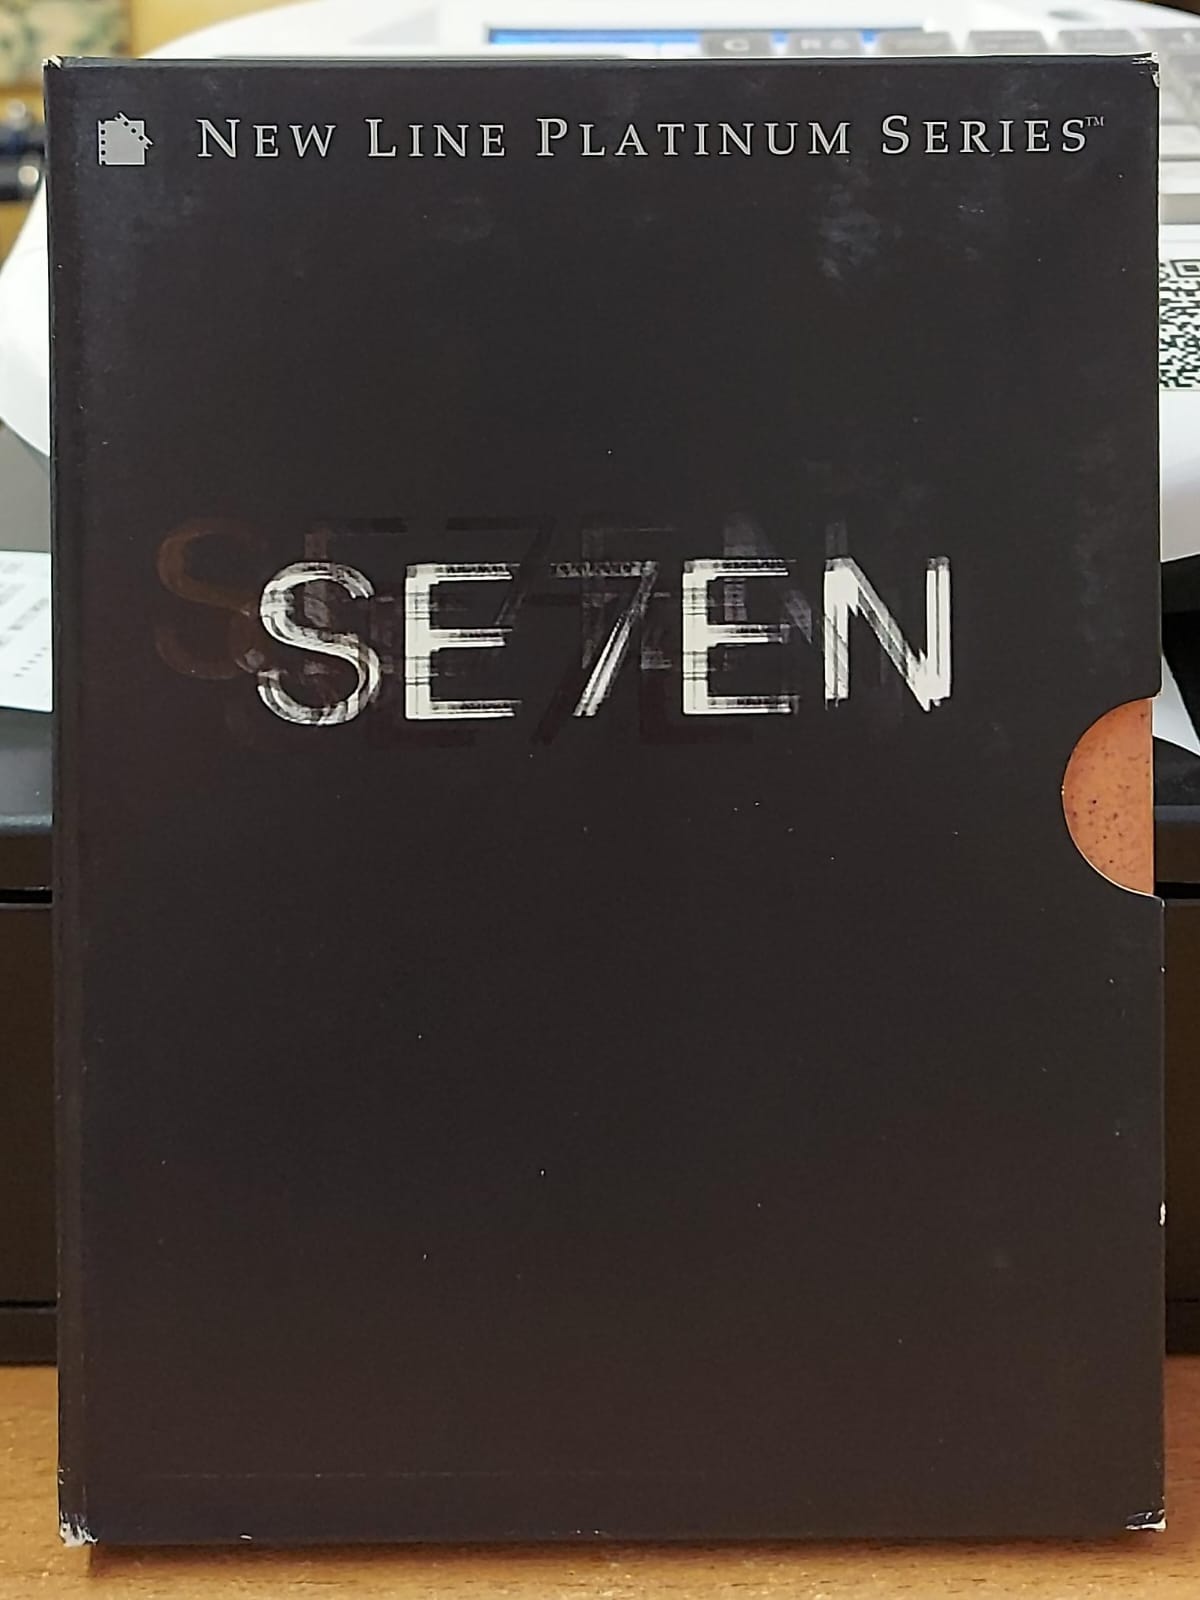 NEW LINE PLATINUM SERIES™
SE7EN